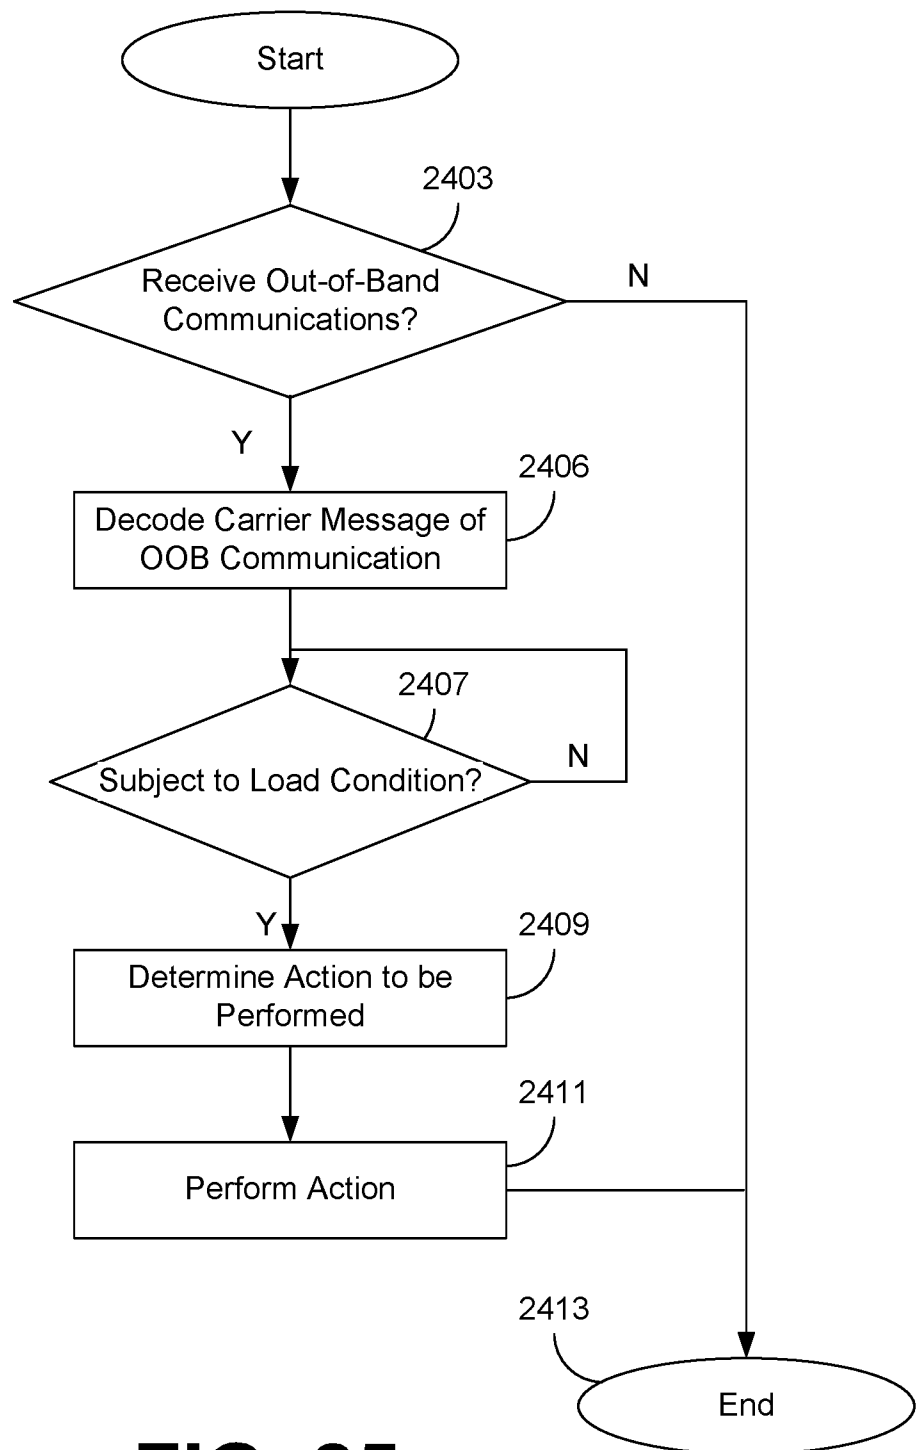 Start
2403
Receive Out-of-Band
Communications?
N
Y
2406
Decode Carrier Message of
OOB Communication
2407
Subject to Load Condition?
N
Y
2409
Determine Action to be
Performed
2411
Perform Action
2413
End